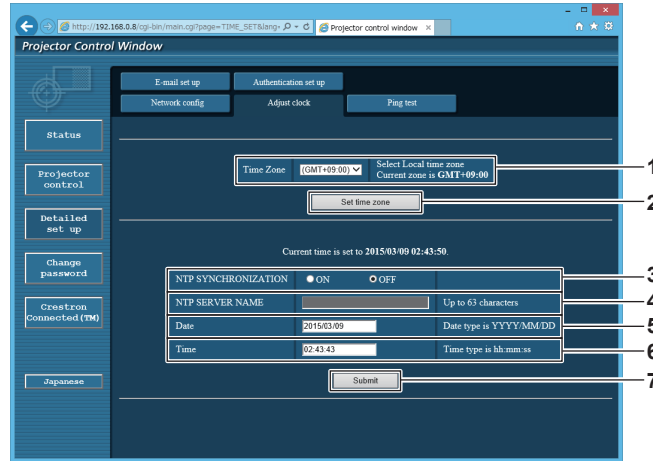 http://192.168.0.8/cgi-bin/main.cgi?page=TIME_SET&lang=
Projector control window
Projector Control Window
E-mail set up
Authentication set up
Network config
Adjust clock
Ping test
Status
Projector
control
Detailed
set up
Change
password
Crestron
Connected(TM)
Japanese
Time Zone
(GMT+09:00)
Select Local time zone
Current zone is GMT+09:00
1
Set time zone
2
Current time is set to 2015/03/09 02:43:50.
NTP SYNCHRONIZATION
ON
OFF
3
NTP SERVER NAME
Up to 63 characters
4
Date
2015/03/09
Date type is YYYY/MM/DD
5
Time
02:43:43
Time type is hh:mm:ss
6
Submit
7